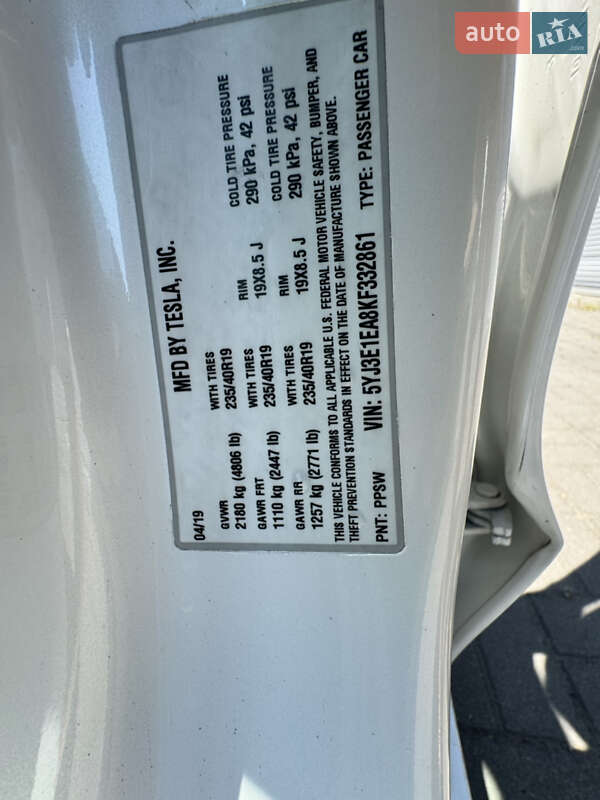 auto RIA.com
MFD BY TESLA, INC.
04/19
GVWR
2180 kg (4806 lb)
WITH TIRES
235/40R19
RIM
19X8.5 J
COLD TIRE PRESSURE
290 kPa, 42 psi
GAWR FRT
1110 kg (2447 lb)
WITH TIRES
235/40R19
RIM
19X8.5 J
COLD TIRE PRESSURE
290 kPa, 42 psi
GAWR RR
1257 kg (2771 lb)
WITH TIRES
235/40R19
THIS VEHICLE CONFORMS TO ALL APPLICABLE U.S. FEDERAL MOTOR VEHICLE SAFETY, BUMPER, AND
THEFT PREVENTION STANDARDS IN EFFECT ON THE DATE OF MANUFACTURE SHOWN ABOVE.
PNT: PPSW VIN: 5YJ3E1EA8KF332861 TYPE: PASSENGER CAR